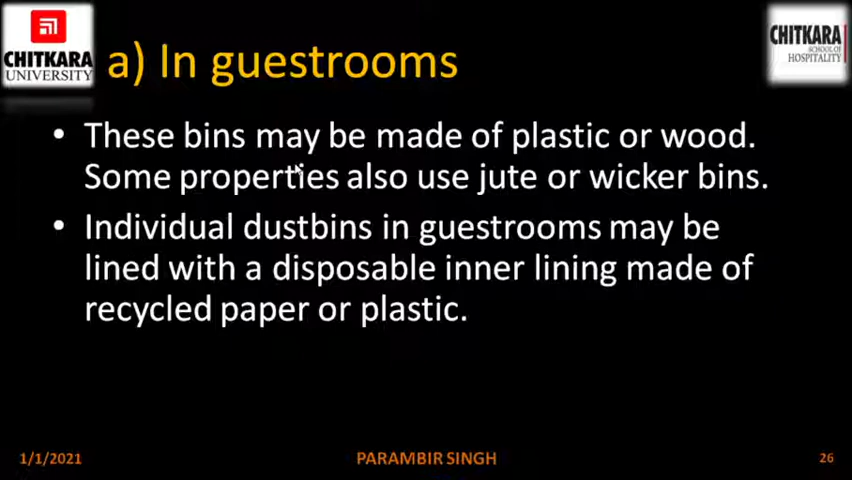 CHITKARA
UNIVERSITY
CHITKARA
SCHOOL OF
HOSPITALITY
a) In guestrooms
• These bins may be made of plastic or wood.
Some properties also use jute or wicker bins.
• Individual dustbins in guestrooms may be
lined with a disposable inner lining made of
recycled paper or plastic.
1/1/2021
PARAMBIR SINGH
26